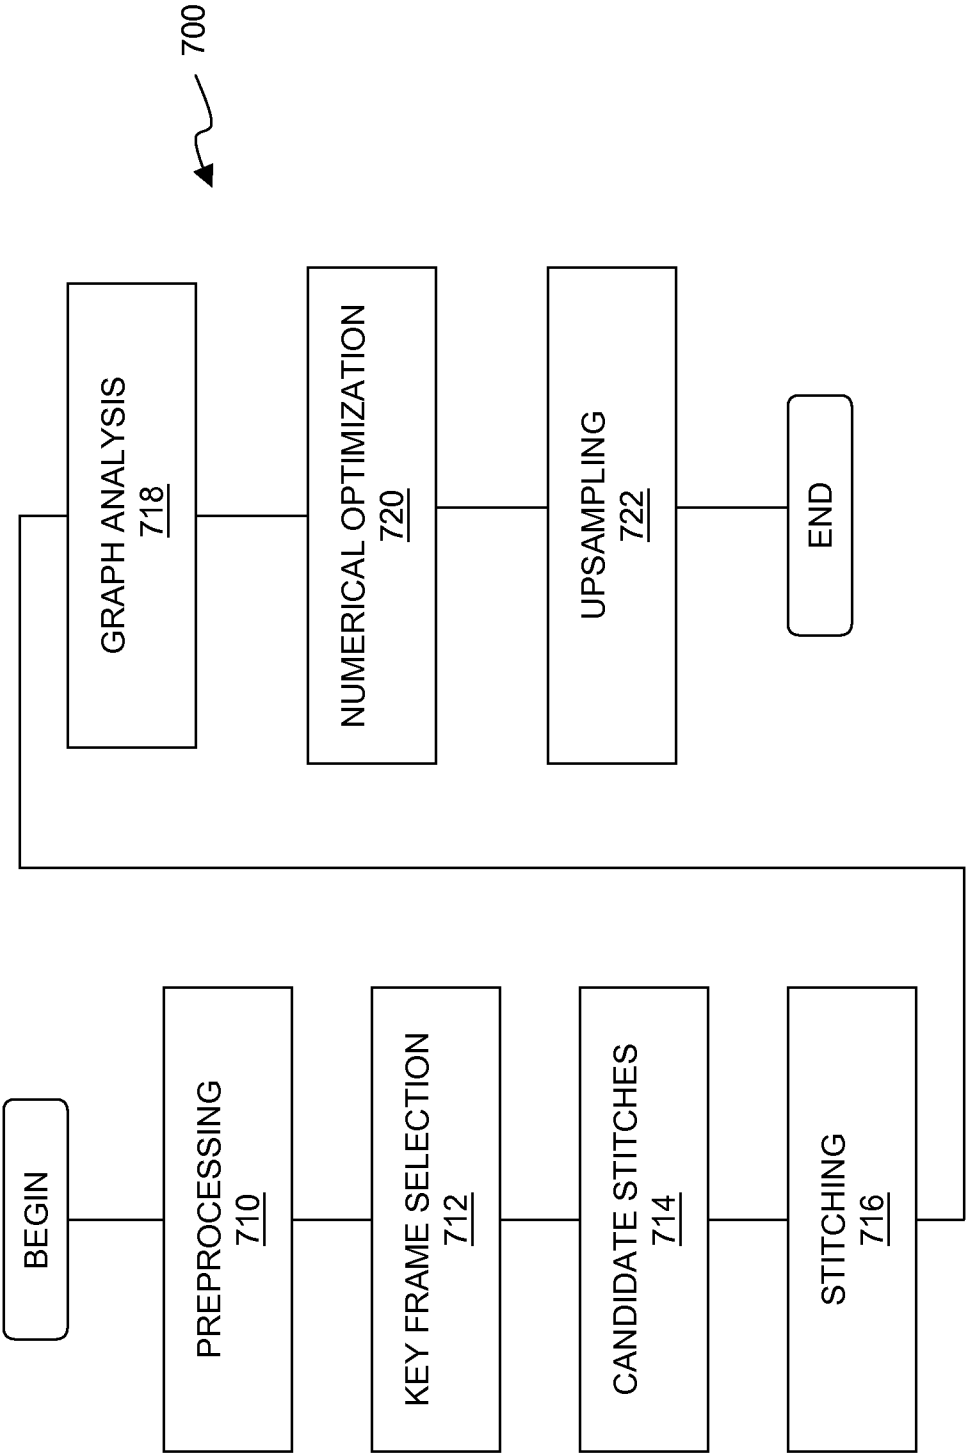 700
BEGIN
PREPROCESSING
710
KEY FRAME SELECTION
712
CANDIDATE STITCHES
714
STITCHING
716
GRAPH ANALYSIS
718
NUMERICAL OPTIMIZATION
720
UPSAMPLING
722
END